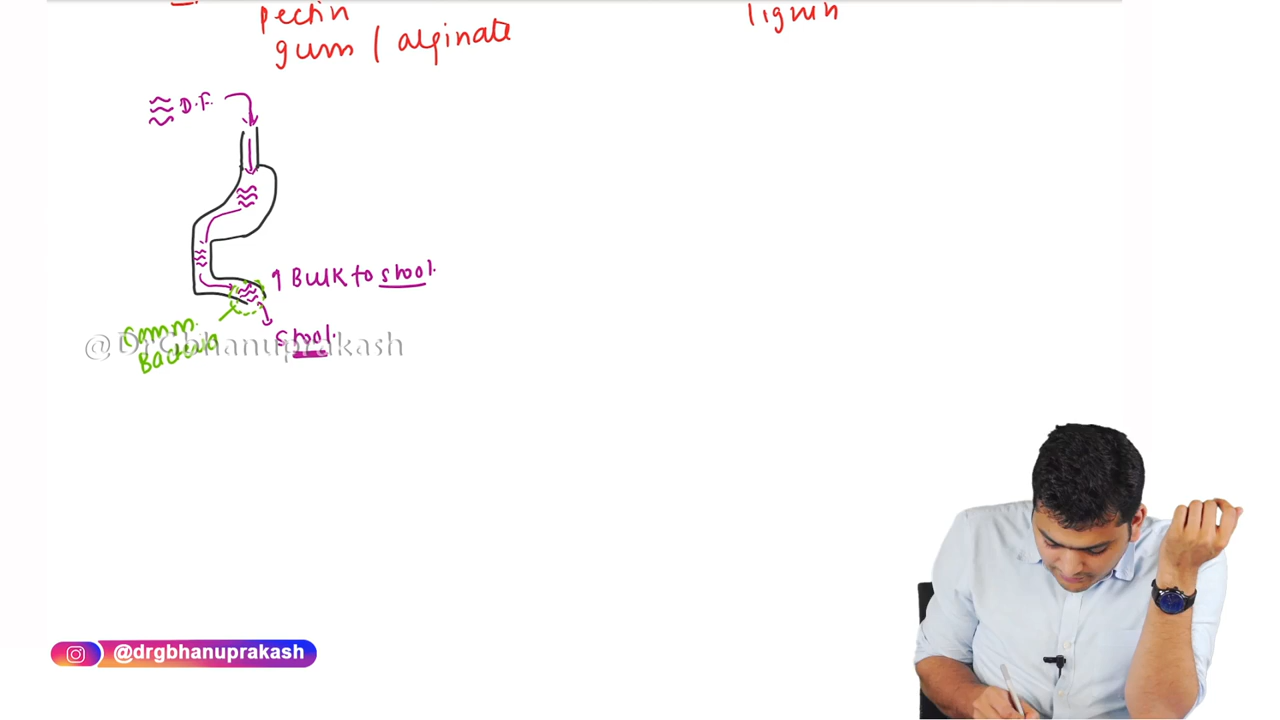 pectin
lignin
gum / alginate
D.F.
↑ Bulk to stool.
Comm.
Bacteria
Stool.
@DrGbhanuprakash
@drgbhanuprakash